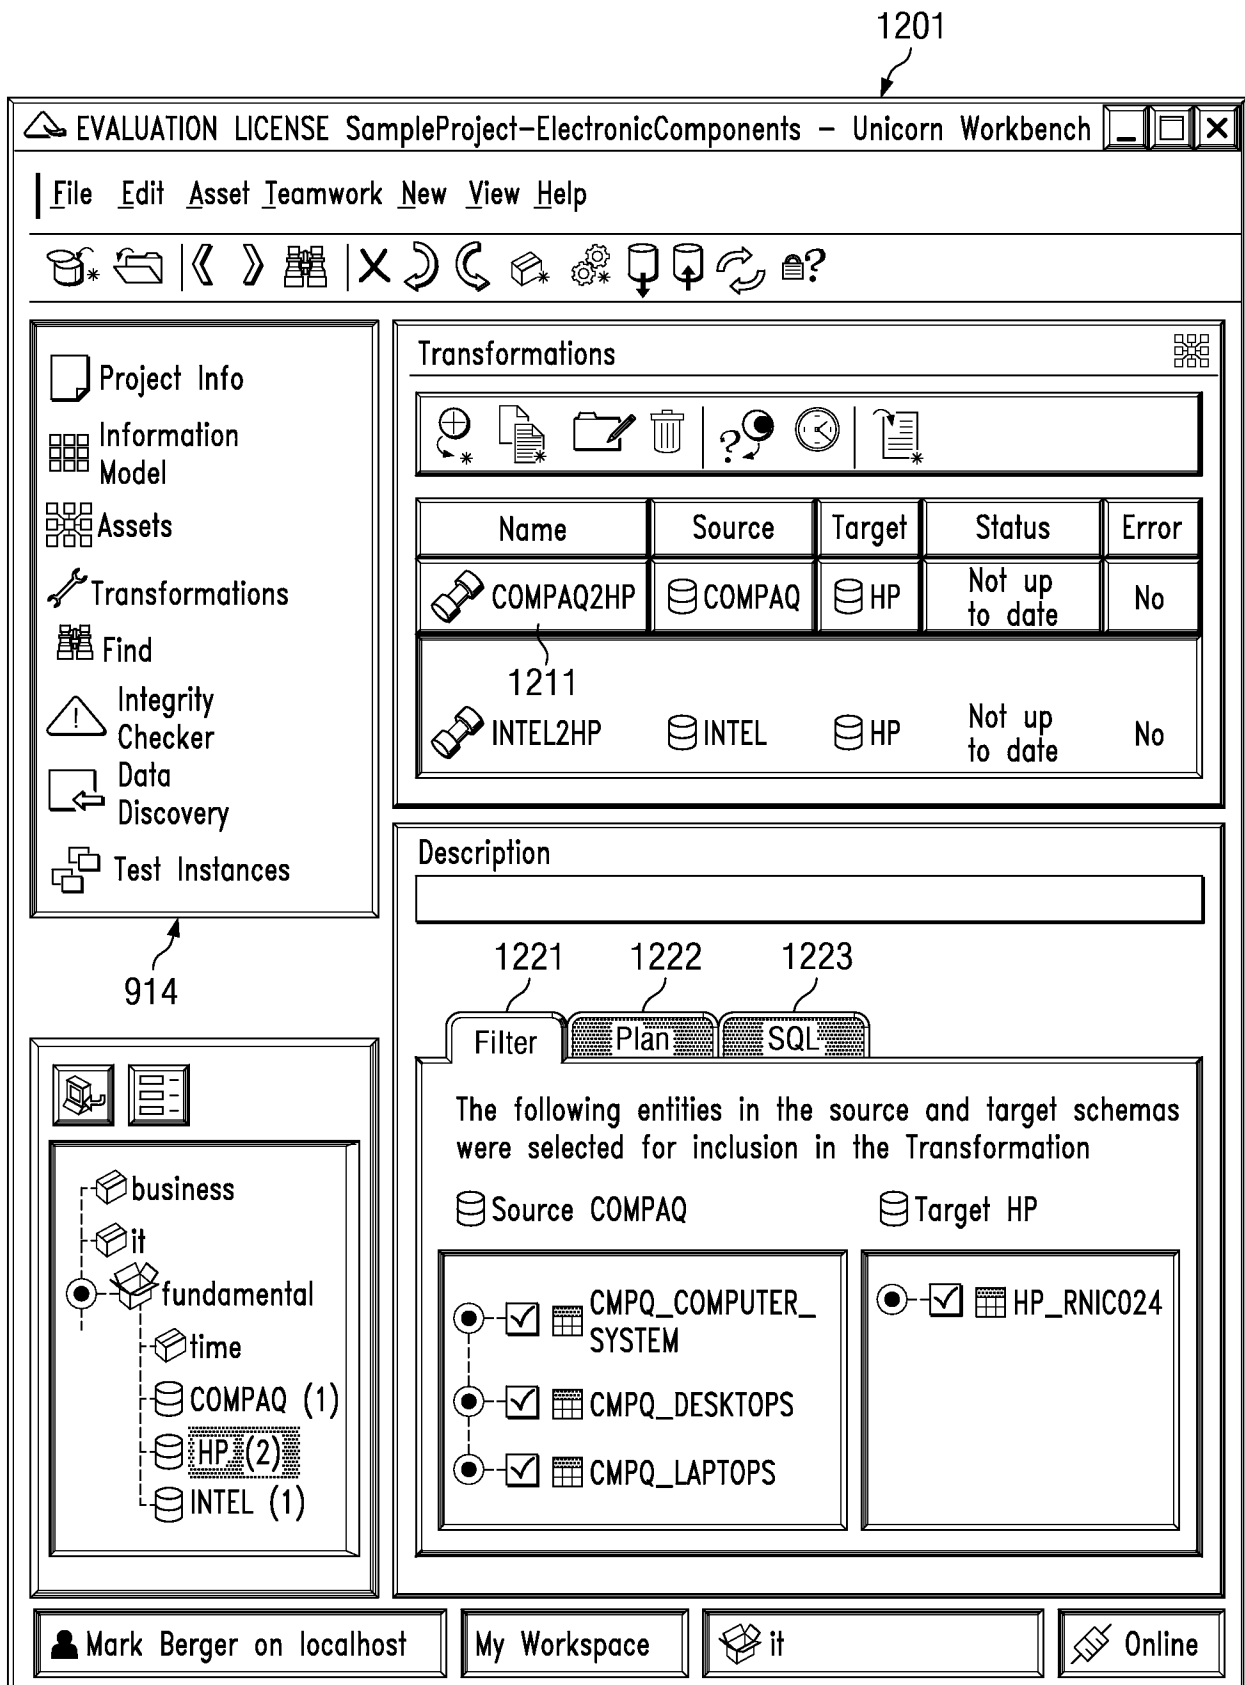 1201
EVALUATION LICENSE SampleProject-ElectronicComponents - Unicorn Workbench
File Edit Asset Teamwork New View Help
Project Info
Information
Model
Assets
Transformations
Find
Integrity
Checker
Data
Discovery
Test Instances
914
Transformations
Name Source Target Status Error
COMPAQ2HP COMPAQ HP Not up to date No
1211
INTEL2HP INTEL HP Not up to date No
Description
1221 1222 1223
Filter Plan SQL
The following entities in the source and target schemas
were selected for inclusion in the Transformation
Source COMPAQ Target HP
CMPQ_COMPUTER_
SYSTEM
CMPQ_DESKTOPS
CMPQ_LAPTOPS
HP_RNIC024
business
it
fundamental
time
COMPAQ (1)
HP (2)
INTEL (1)
Mark Berger on localhost My Workspace it Online